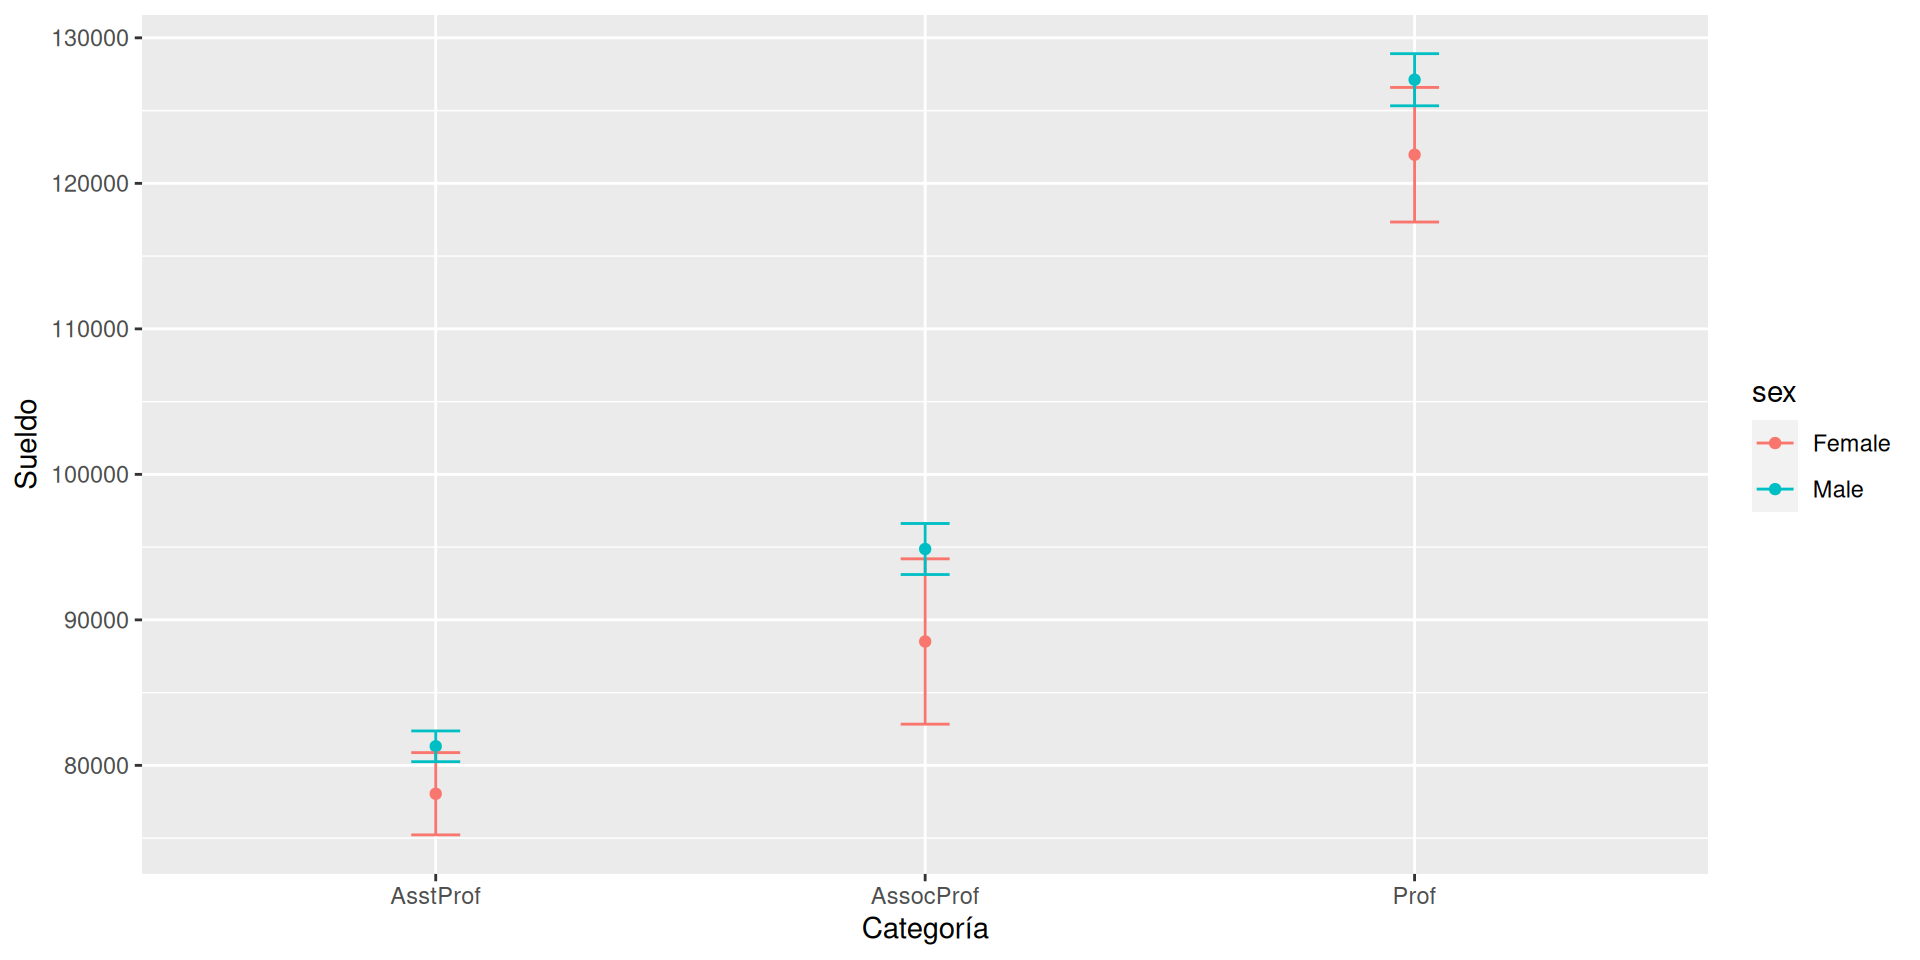 130000
120000
110000
100000
90000
80000
Sueldo
AsstProf
AssocProf
Prof
Categoría
sex
Female
Male